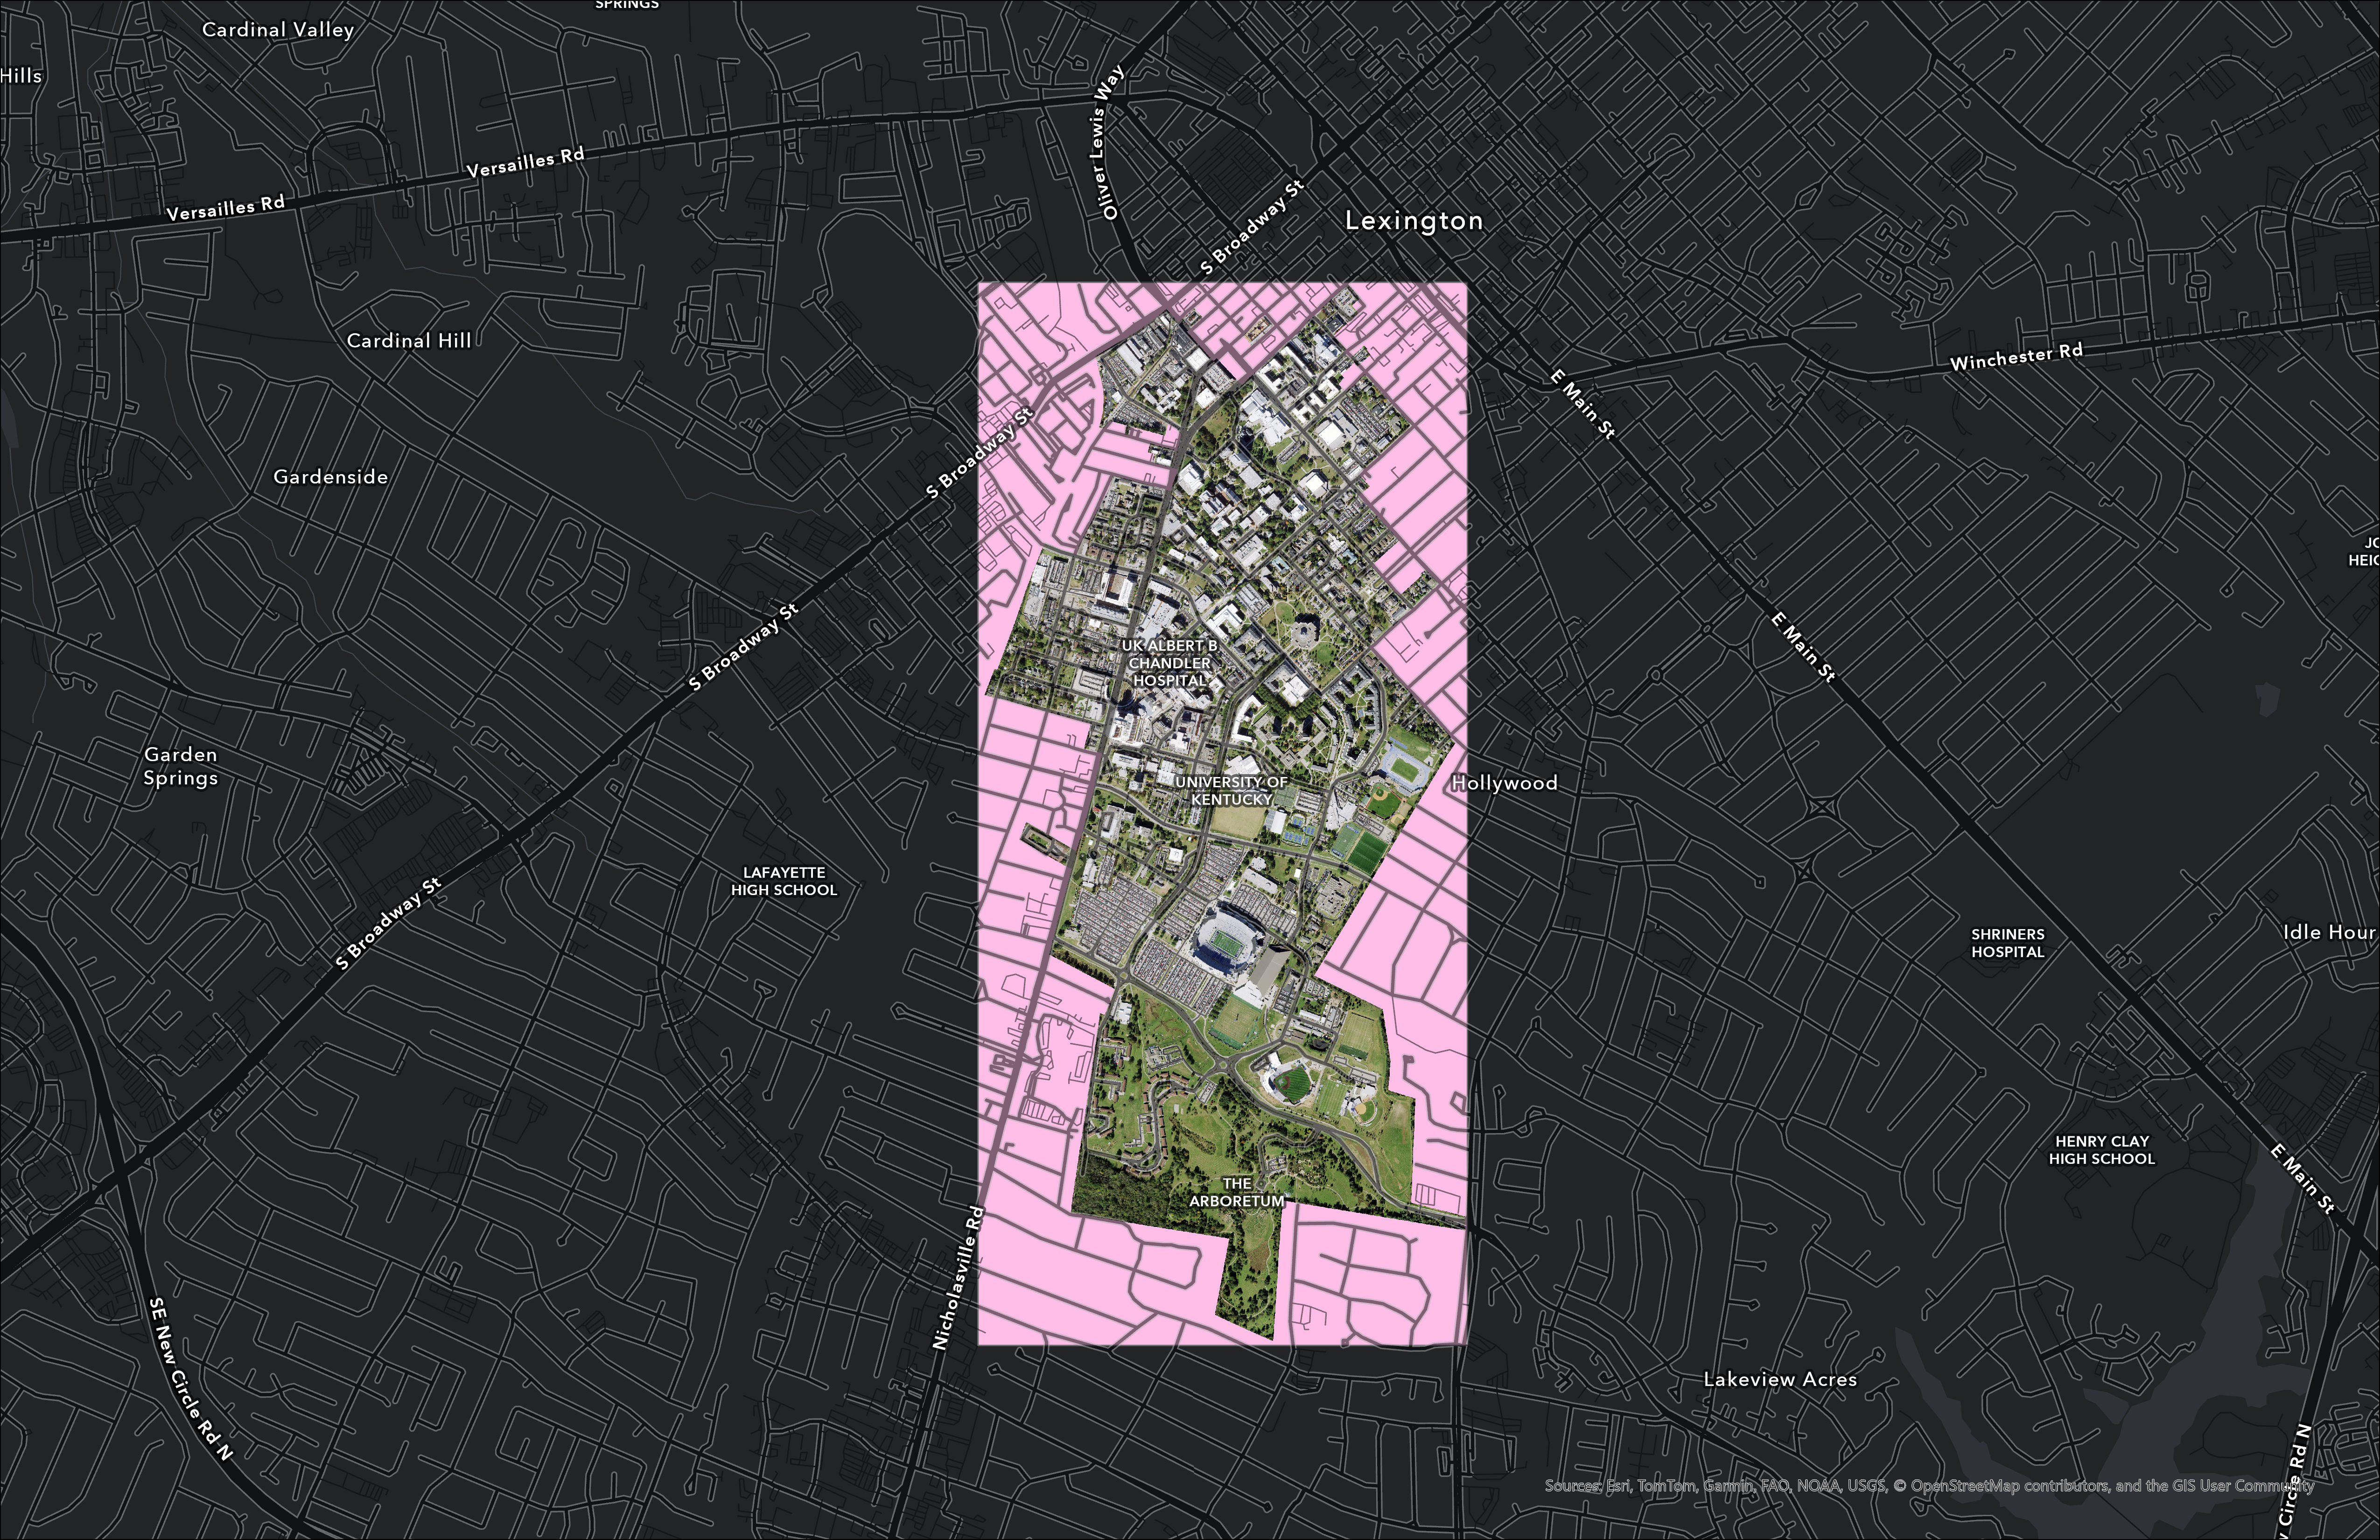 SPRINGS
Cardinal Valley
Hills
Oliver Lewis Way
Versailles Rd
Versailles Rd
S Broadway St
Lexington
Cardinal Hill
Winchester Rd
E Main St
S Broadway St
Gardenside
JO
HEIG
S Broadway St
E Main St
UK ALBERT B
CHANDLER
HOSPITAL
Garden
Springs
UNIVERSITY OF
KENTUCKY
Hollywood
LAFAYETTE
HIGH SCHOOL
S Broadway St
SHRINERS
HOSPITAL
Idle Hour
HENRY CLAY
HIGH SCHOOL
E Main St
THE
ARBORETUM
Nicholasville Rd
SE New Circle Rd N
Lakeview Acres
Circle Rd N
Sources: Esri, TomTom, Garmin, FAO, NOAA, USGS, © OpenStreetMap contributors, and the GIS User Community